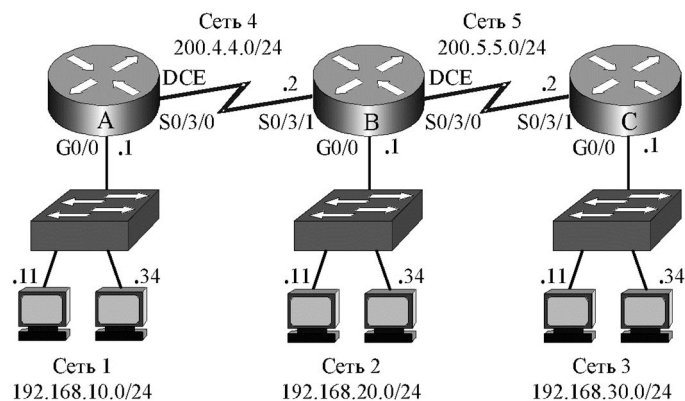 Сеть 4
200.4.4.0/24
Сеть 5
200.5.5.0/24
DCE
.2
DCE
.2
A
S0/3/0
S0/3/1
B
S0/3/0
S0/3/1
C
G0/0
.1
G0/0
.1
G0/0
.1
.11
.34
.11
.34
.11
.34
Сеть 1
192.168.10.0/24
Сеть 2
192.168.20.0/24
Сеть 3
192.168.30.0/24